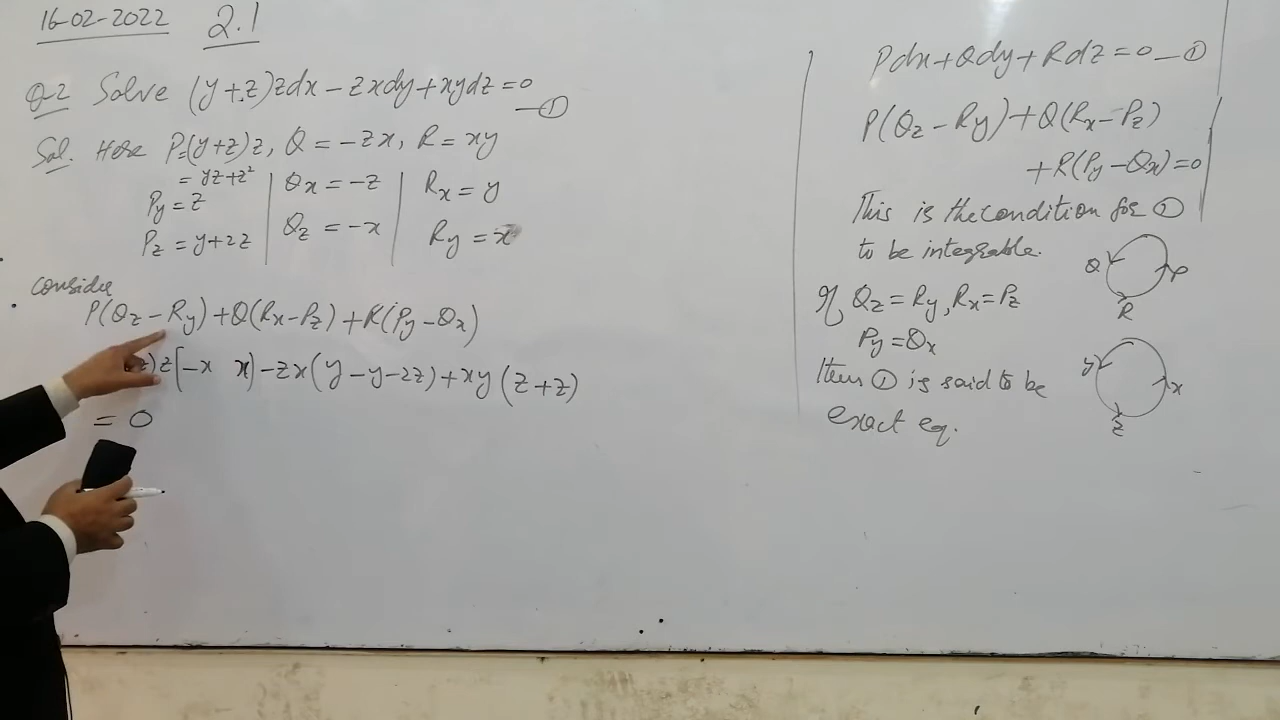 16-02-2022 2.1
Q.2 Solve (y+z)zdx - zxdy + xydz = 0 —①
Sol. Here P=(y+z)z, Q = -zx, R = xy
= yz+z²
Py = z | Qx = -z | Rx = y
Pz = y+2z | Qz = -x | Ry = x
consider
P(Qz - Ry) + Q(Rx - Pz) + R(Py - Qx)
z)z[-x x] - zx(y - y - 2z) + xy(z+z)
= 0
Pdx + Qdy + Rdz = 0 —①
P(Qz - Ry) + Q(Rx - Pz)
+ R(Py - Qx) = 0
This is the condition for ①
to be integrable.
Q P
R
If Qz = Ry, Rx = Pz
Py = Qx
then ① is said to be
exact eq.
y x
z